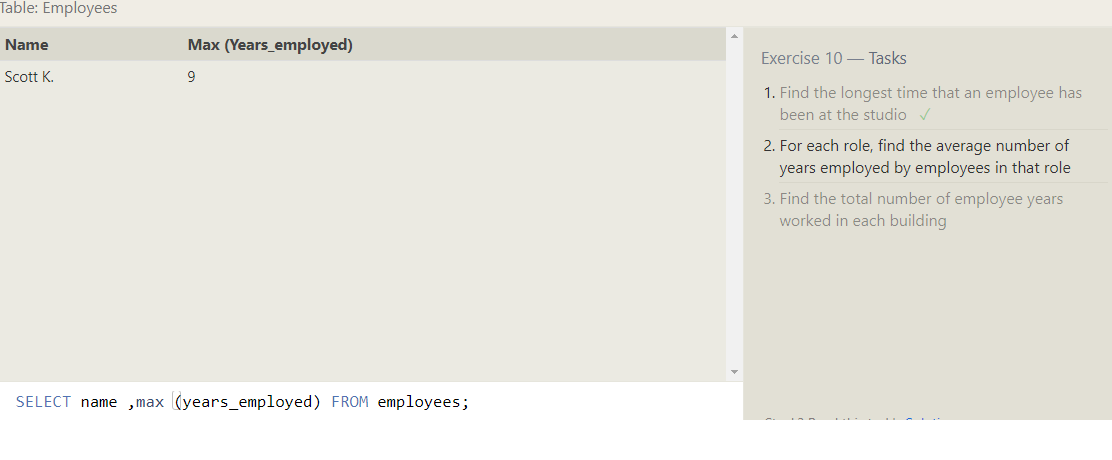 Table: Employees
Name Max (Years_employed)
Scott K. 9
Exercise 10 — Tasks
1. Find the longest time that an employee has
been at the studio ✓
2. For each role, find the average number of
years employed by employees in that role
3. Find the total number of employee years
worked in each building
SELECT name ,max (years_employed) FROM employees;